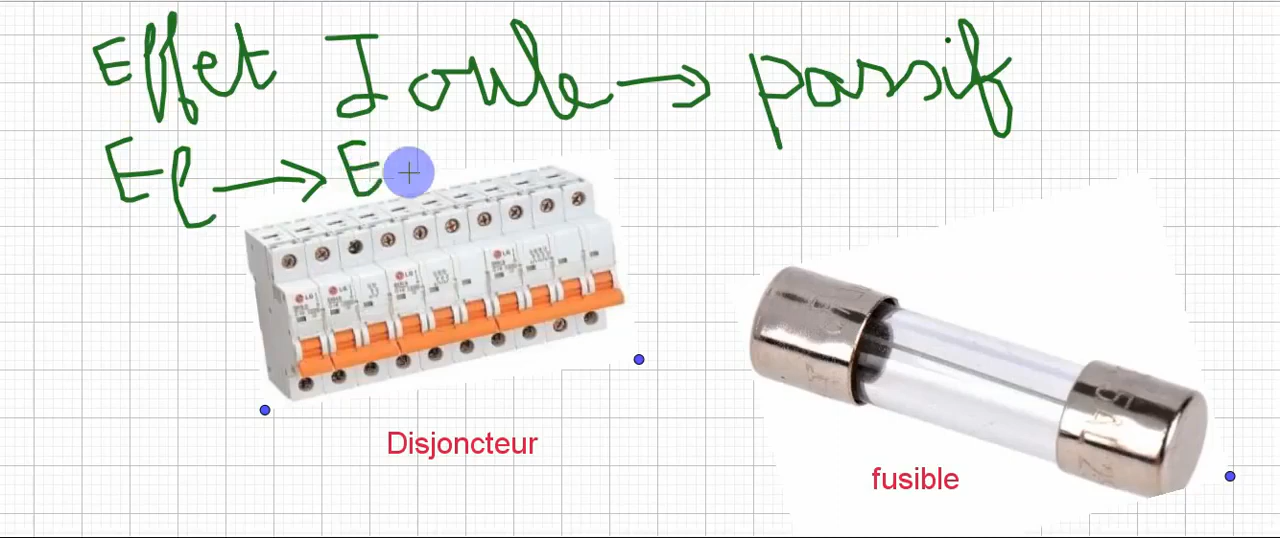 Effet Joule → passif
El → E
Disjoncteur
fusible